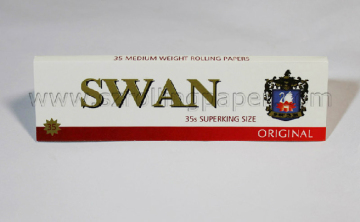 35 MEDIUM WEIGHT ROLLING PAPERS
SWAN
35s SUPERKING SIZE
ORIGINAL